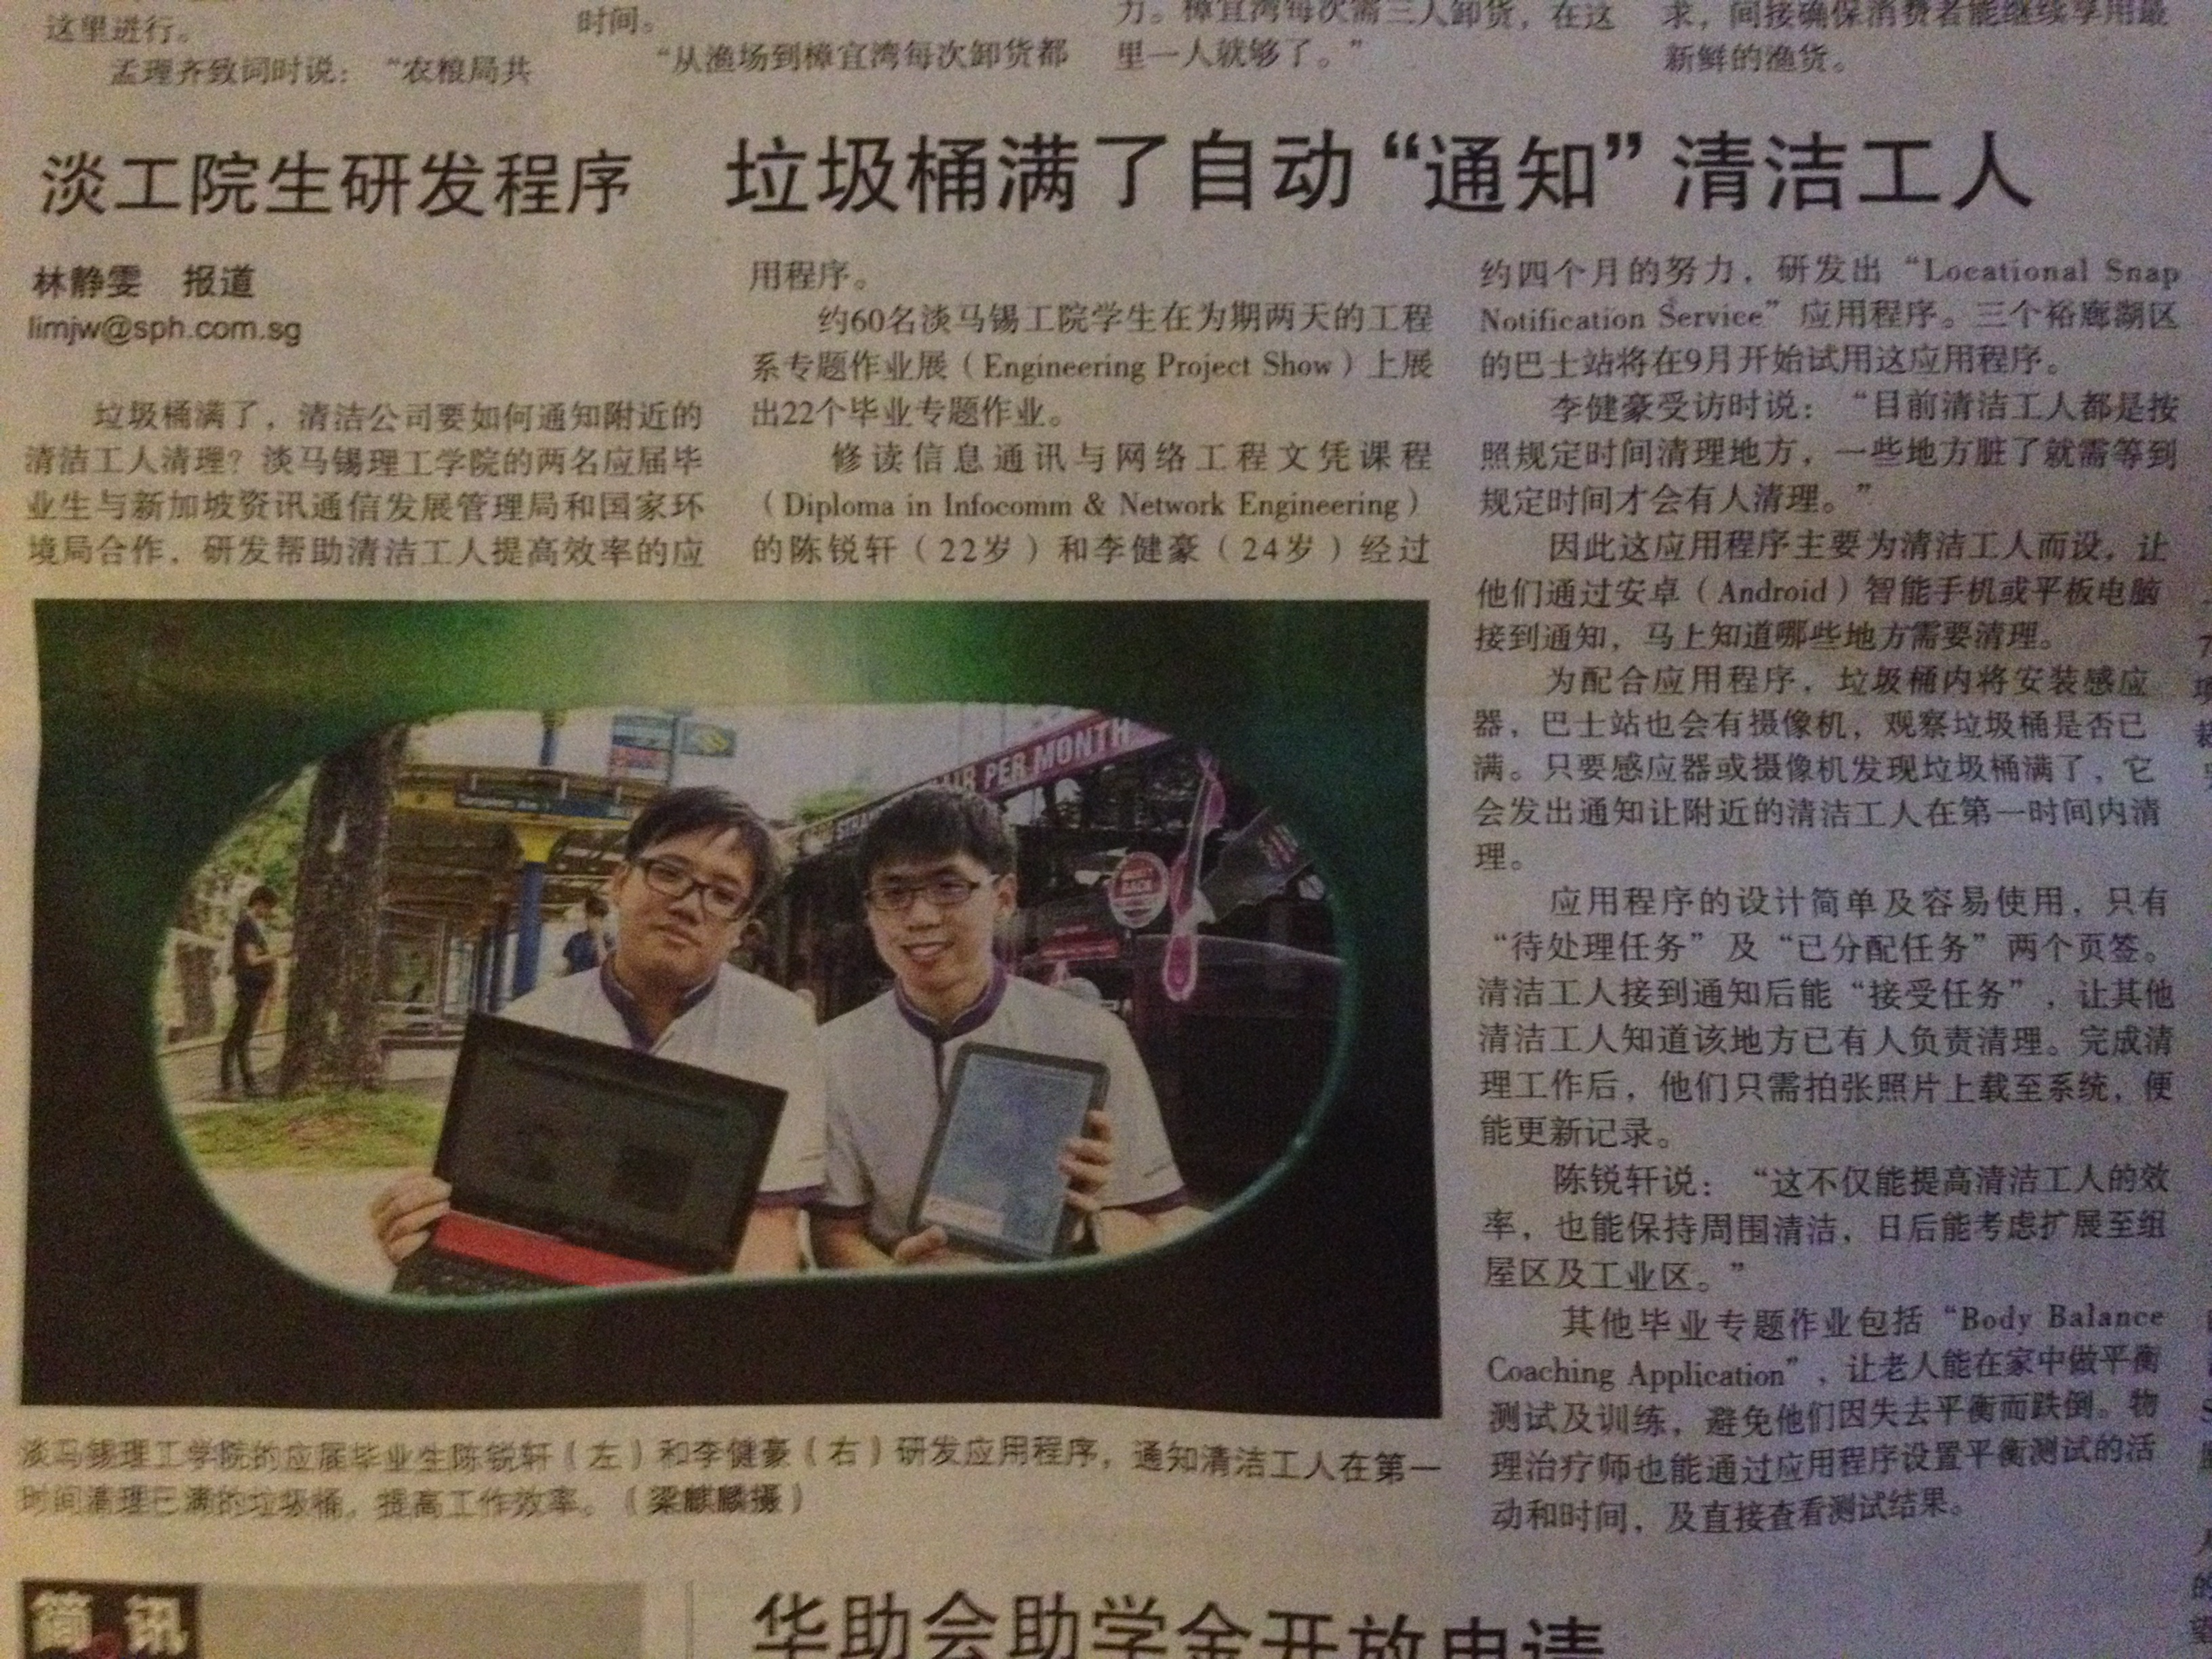 这里进行。
孟理齐致词时说：“农粮局共
时间。
“从渔场到樟宜湾每次卸货都
力。樟宜湾每次需三人卸货，在这
里一人就够了。”
求，间接确保消费者能继续享用最
新鲜的渔货。
淡工院生研发程序 垃圾桶满了自动“通知”清洁工人
林静雯 报道
limjw@sph.com.sg
垃圾桶满了，清洁公司要如何通知附近的
清洁工人清理？淡马锡理工学院的两名应届毕
业生与新加坡资讯通信发展管理局和国家环
境局合作，研发帮助清洁工人提高效率的应
用程序。
约60名淡马锡工院学生在为期两天的工程
系专题作业展（Engineering Project Show）上展
出22个毕业专题作业。
修读信息通讯与网络工程文凭课程
（Diploma in Infocomm & Network Engineering）
的陈锐轩（22岁）和李健豪（24岁）经过
约四个月的努力，研发出“Locational Snap
Notification Service”应用程序。三个裕廊湖区
的巴士站将在9月开始试用这应用程序。
李健豪受访时说：“目前清洁工人都是按
照规定时间清理地方，一些地方脏了就需等到
规定时间才会有人清理。”
因此这应用程序主要为清洁工人而设，让
他们通过安卓（Android）智能手机或平板电脑
接到通知，马上知道哪些地方需要清理。
为配合应用程序，垃圾桶内将安装感应
器，巴士站也会有摄像机，观察垃圾桶是否已
满。只要感应器或摄像机发现垃圾桶满了，它
会发出通知让附近的清洁工人在第一时间内清
理。
应用程序的设计简单及容易使用，只有
“待处理任务”及“已分配任务”两个页签。
清洁工人接到通知后能“接受任务”，让其他
清洁工人知道该地方已有人负责清理。完成清
理工作后，他们只需拍张照片上载至系统，便
能更新记录。
陈锐轩说：“这不仅能提高清洁工人的效
率，也能保持周围清洁，日后能考虑扩展至组
屋区及工业区。”
其他毕业专题作业包括“Body Balance
Coaching Application”，让老人能在家中做平衡
测试及训练，避免他们因失去平衡而跌倒。物
理治疗师也能通过应用程序设置平衡测试的活
动和时间，及直接查看测试结果。
PER MONTH
淡马锡理工学院的应届毕业生陈锐轩（左）和李健豪（右）研发应用程序，通知清洁工人在第一
时间清理已满的垃圾桶，提高工作效率。（梁麒麟摄）
简讯
华助会助学金开放申请